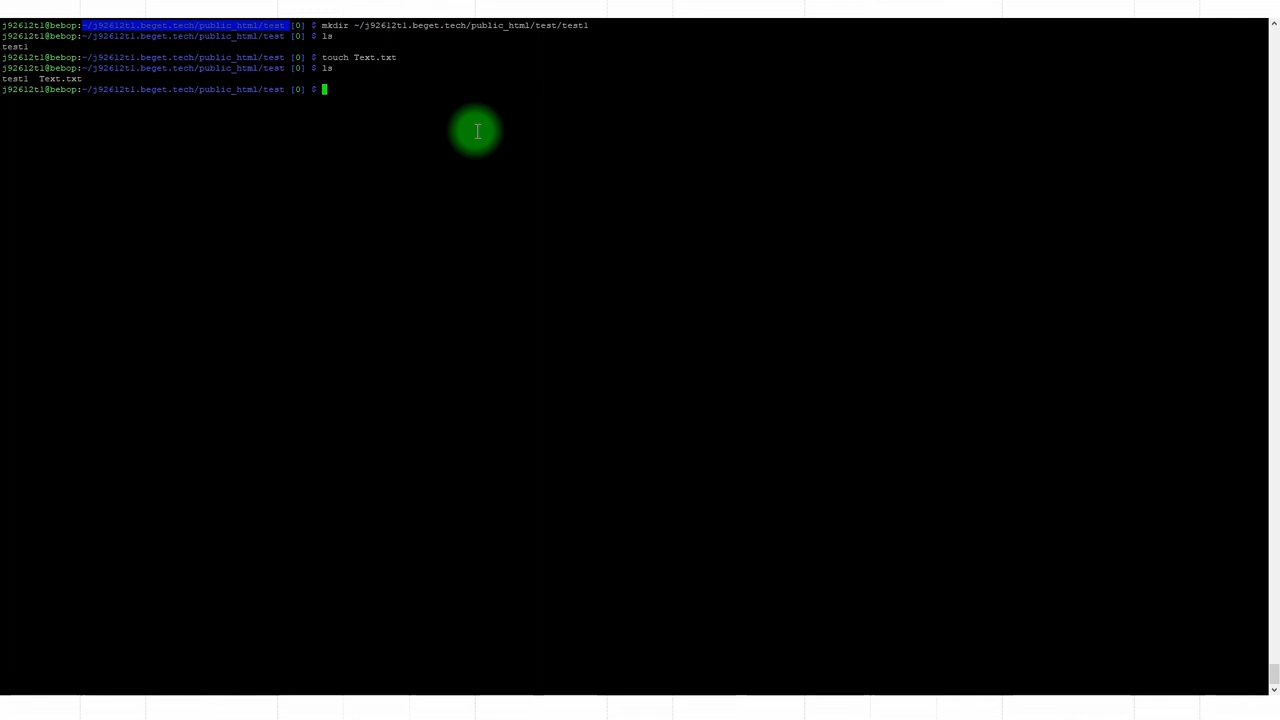 j92612t1@bebop:~/j92612t1.beget.tech/public_html/test [0] $ mkdir ~/j92612t1.beget.tech/public_html/test/test1
j92612t1@bebop:~/j92612t1.beget.tech/public_html/test [0] $ ls
test1
j92612t1@bebop:~/j92612t1.beget.tech/public_html/test [0] $ touch Text.txt
j92612t1@bebop:~/j92612t1.beget.tech/public_html/test [0] $ ls
test1  Text.txt
j92612t1@bebop:~/j92612t1.beget.tech/public_html/test [0] $